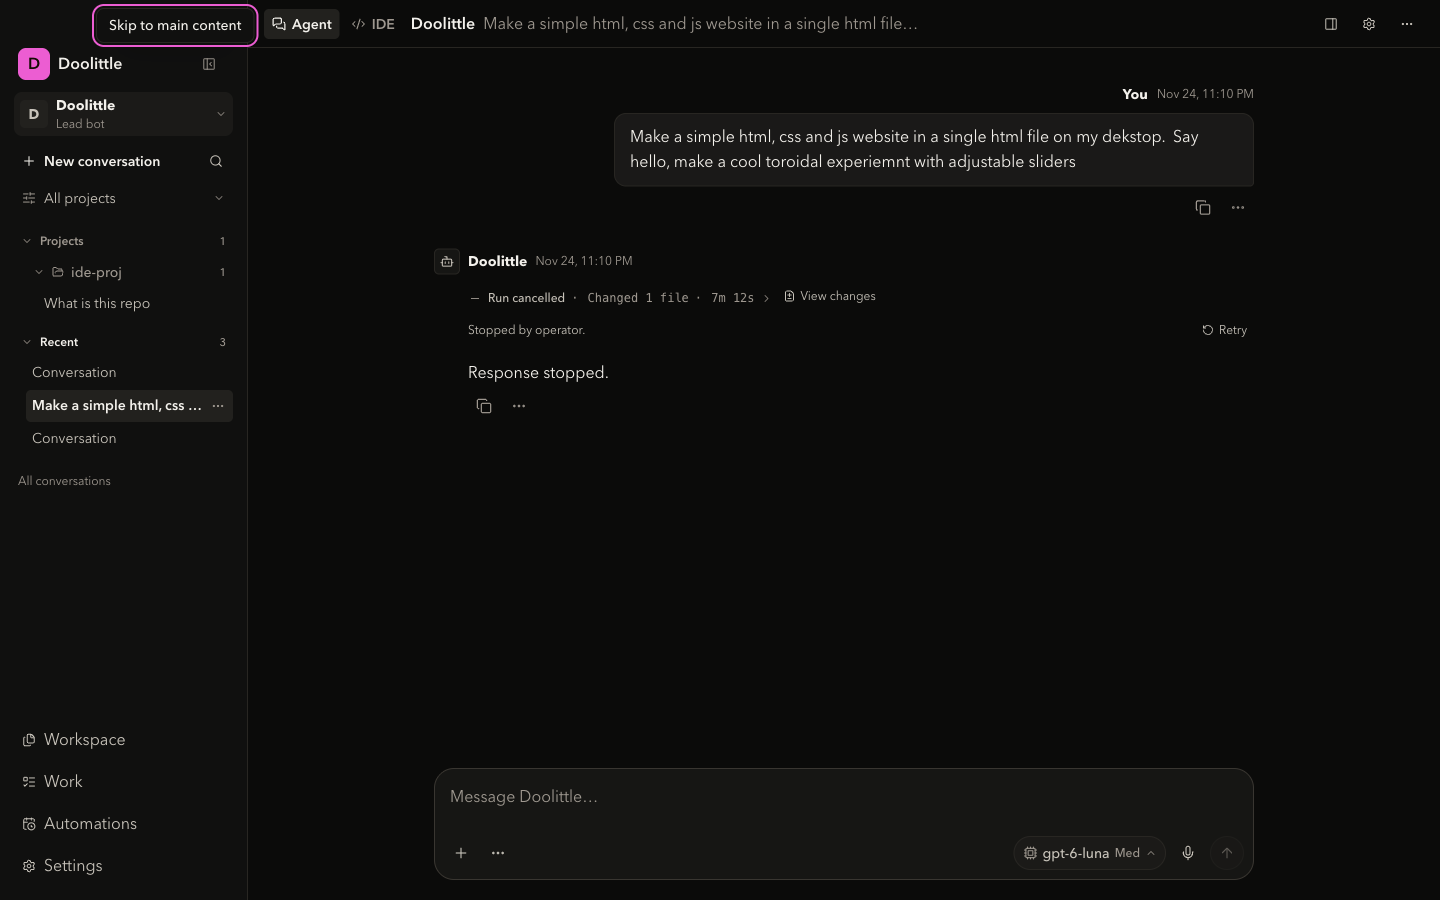 Skip to main content
Agent
IDE
Doolittle Make a simple html, css and js website in a single html file…
D Doolittle
D
Doolittle
Lead bot
New conversation
All projects
Projects 1
ide-proj 1
What is this repo
Recent 3
Conversation
Make a simple html, css …
Conversation
All conversations
Workspace
Work
Automations
Settings
You Nov 24, 11:10 PM
Make a simple html, css and js website in a single html file on my dekstop.  Say
hello, make a cool toroidal experiemnt with adjustable sliders
Doolittle Nov 24, 11:10 PM
— Run cancelled · Changed 1 file · 7m 12s View changes
Stopped by operator. Retry
Response stopped.
Message Doolittle…
gpt-6-luna Med